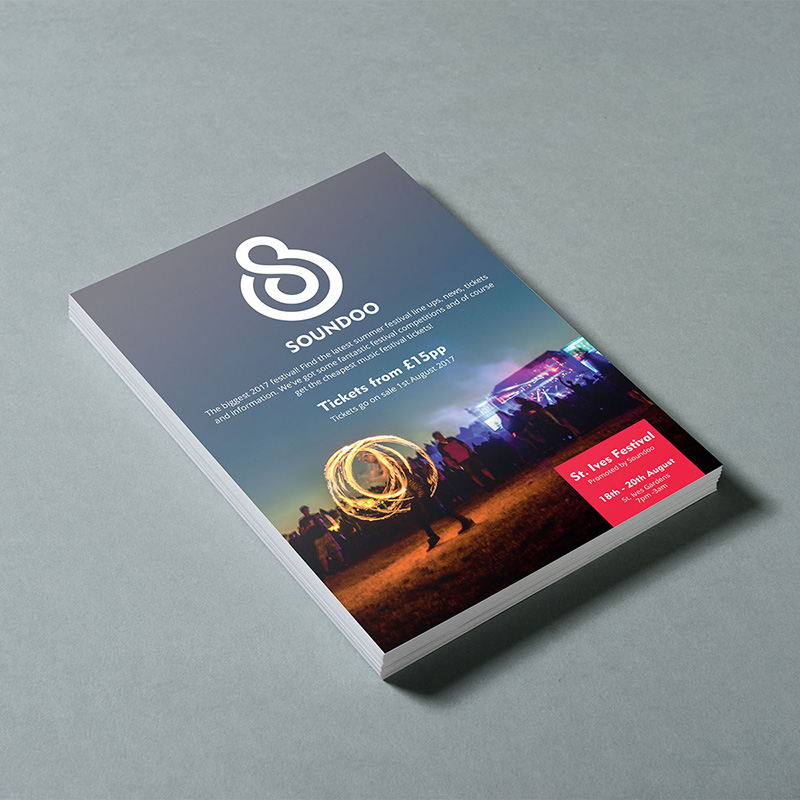 SOUNDOO
The biggest 2017 festival! Find the latest summer festival line ups, news, tickets
and information. We've got some fantastic festival competitions and of course
get the cheapest music festival tickets!
Tickets from £15pp
Tickets go on sale 1st August 2017
St. Ives Festival
Promoted by Soundoo
18th - 20th August
St. Ives Gardens
7pm -3am